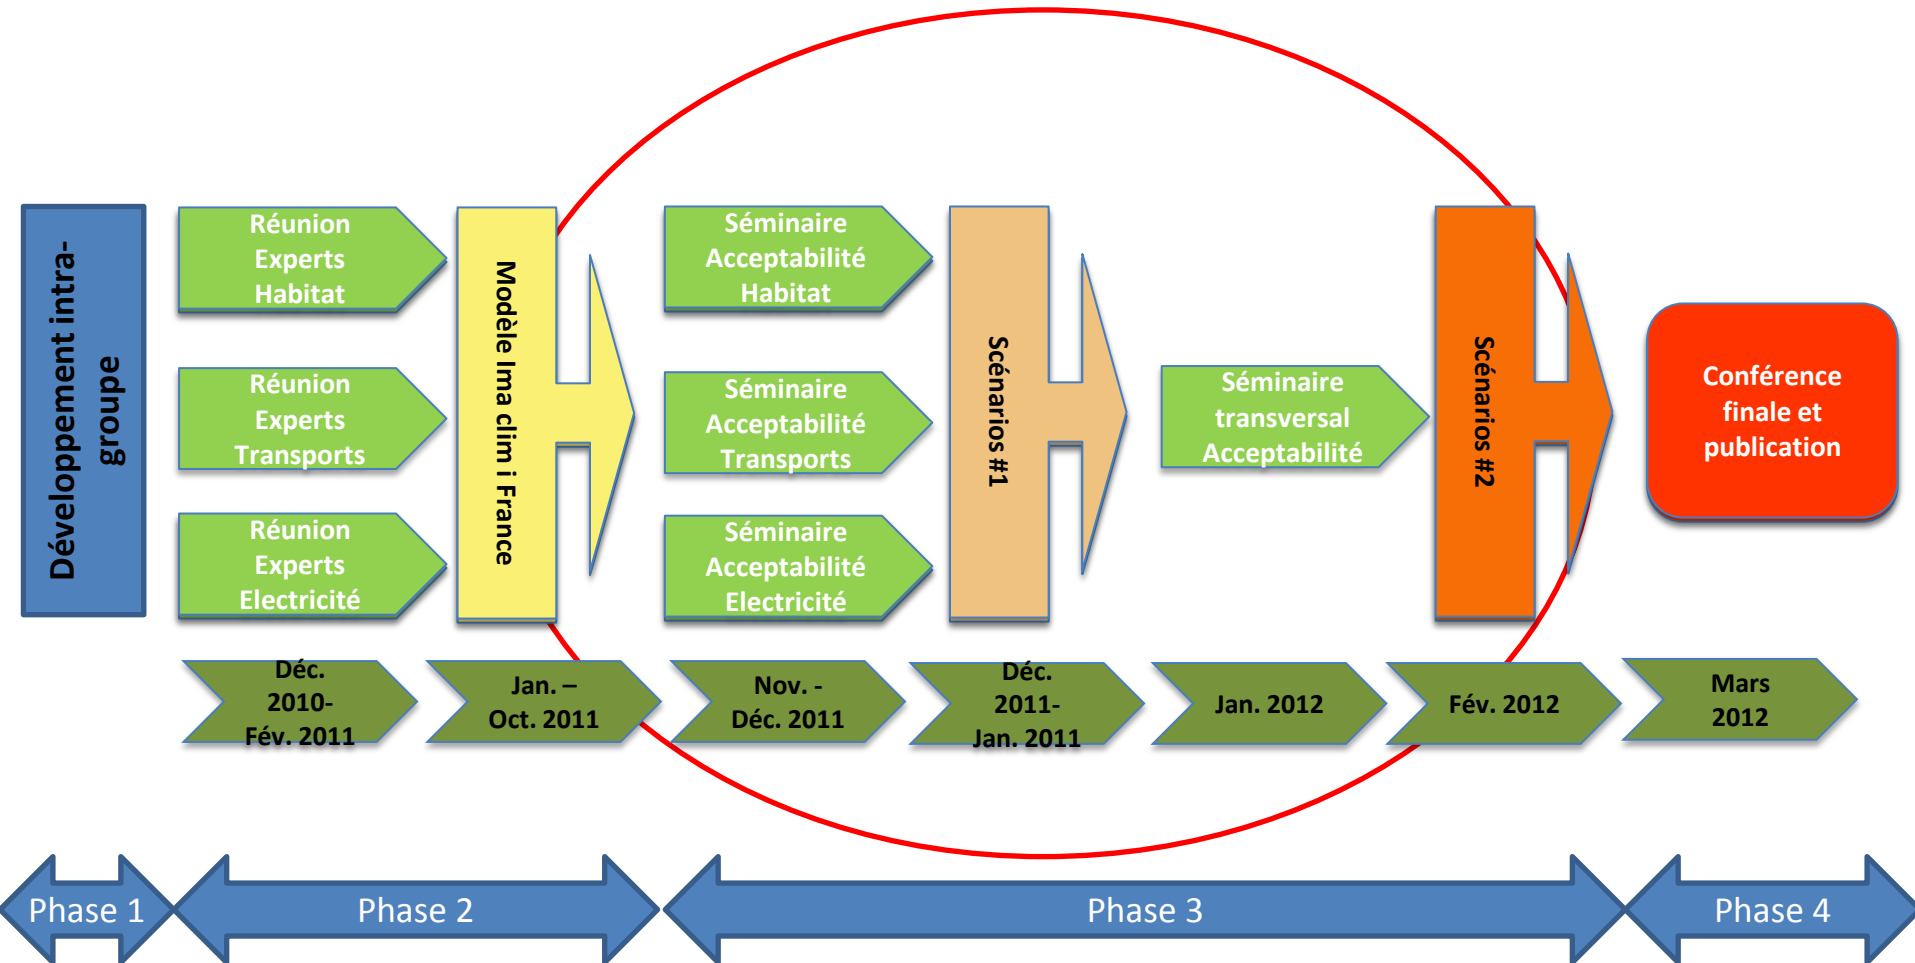 Développement intra-
groupe
Réunion
Experts
Habitat
Réunion
Experts
Transports
Réunion
Experts
Electricité
Modèle Ima clim i France
Séminaire
Acceptabilité
Habitat
Séminaire
Acceptabilité
Transports
Séminaire
Acceptabilité
Electricité
Scénarios #1
Séminaire
transversal
Acceptabilité
Scénarios #2
Conférence
finale et
publication
Déc.
2010-
Fév. 2011
Jan. –
Oct. 2011
Nov. -
Déc. 2011
Déc.
2011-
Jan. 2011
Jan. 2012
Fév. 2012
Mars
2012
Phase 1
Phase 2
Phase 3
Phase 4